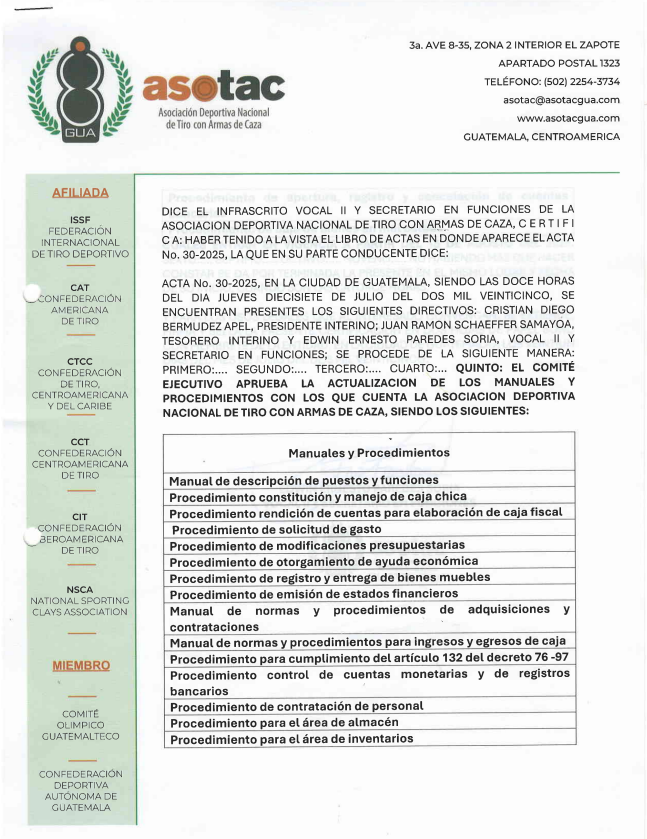 3a. AVE 8-35, ZONA 2 INTERIOR EL ZAPOTE
APARTADO POSTAL 1323
TELÉFONO: (502) 2254-3734
asotac@asotacgua.com
www.asotacgua.com
GUATEMALA, CENTROAMERICA
GUA
asotac
Asociación Deportiva Nacional
de Tiro con Armas de Caza
AFILIADA
ISSF
FEDERACIÓN
INTERNACIONAL
DE TIRO DEPORTIVO
CAT
CONFEDERACIÓN
AMERICANA
DE TIRO
CTCC
CONFEDERACIÓN
DE TIRO,
CENTROAMERICANA
Y DEL CARIBE
CCT
CONFEDERACIÓN
CENTROAMERICANA
DE TIRO
CIT
CONFEDERACIÓN
IBEROAMERICANA
DE TIRO
NSCA
NATIONAL SPORTING
CLAYS ASSOCIATION
MIEMBRO
COMITÉ
OLIMPICO
GUATEMALTECO
CONFEDERACIÓN
DEPORTIVA
AUTÓNOMA DE
GUATEMALA
DICE EL INFRASCRITO VOCAL II Y SECRETARIO EN FUNCIONES DE LA
ASOCIACION DEPORTIVA NACIONAL DE TIRO CON ARMAS DE CAZA, C E R T I F I
C A: HABER TENIDO A LA VISTA EL LIBRO DE ACTAS EN DONDE APARECE EL ACTA
No. 30-2025, LA QUE EN SU PARTE CONDUCENTE DICE:
ACTA No. 30-2025, EN LA CIUDAD DE GUATEMALA, SIENDO LAS DOCE HORAS
DEL DIA JUEVES DIECISIETE DE JULIO DEL DOS MIL VEINTICINCO, SE
ENCUENTRAN PRESENTES LOS SIGUIENTES DIRECTIVOS: CRISTIAN DIEGO
BERMUDEZ APEL, PRESIDENTE INTERINO; JUAN RAMON SCHAEFFER SAMAYOA,
TESORERO INTERINO Y EDWIN ERNESTO PAREDES SORIA, VOCAL II Y
SECRETARIO EN FUNCIONES; SE PROCEDE DE LA SIGUIENTE MANERA:
PRIMERO:.... SEGUNDO:.... TERCERO:.... CUARTO:... QUINTO: EL COMITÉ
EJECUTIVO APRUEBA LA ACTUALIZACION DE LOS MANUALES Y
PROCEDIMIENTOS CON LOS QUE CUENTA LA ASOCIACION DEPORTIVA
NACIONAL DE TIRO CON ARMAS DE CAZA, SIENDO LOS SIGUIENTES:
Manuales y Procedimientos
Manual de descripción de puestos y funciones
Procedimiento constitución y manejo de caja chica
Procedimiento rendición de cuentas para elaboración de caja fiscal
Procedimiento de solicitud de gasto
Procedimiento de modificaciones presupuestarias
Procedimiento de otorgamiento de ayuda económica
Procedimiento de registro y entrega de bienes muebles
Procedimiento de emisión de estados financieros
Manual de normas y procedimientos de adquisiciones y
contrataciones
Manual de normas y procedimientos para ingresos y egresos de caja
Procedimiento para cumplimiento del artículo 132 del decreto 76 -97
Procedimiento control de cuentas monetarias y de registros
bancarios
Procedimiento de contratación de personal
Procedimiento para el área de almacén
Procedimiento para el área de inventarios